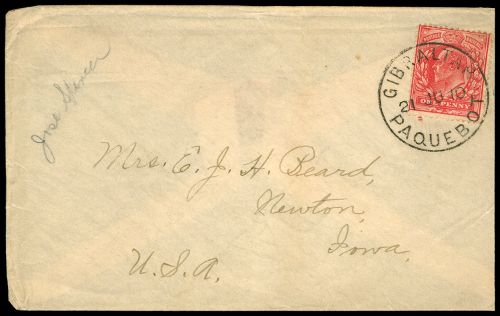 GIBRALTAR
PAQUEBOT
ONE PENNY
Mrs. E. J. H. Beard,
Newton,
Iowa.
U.S.A.